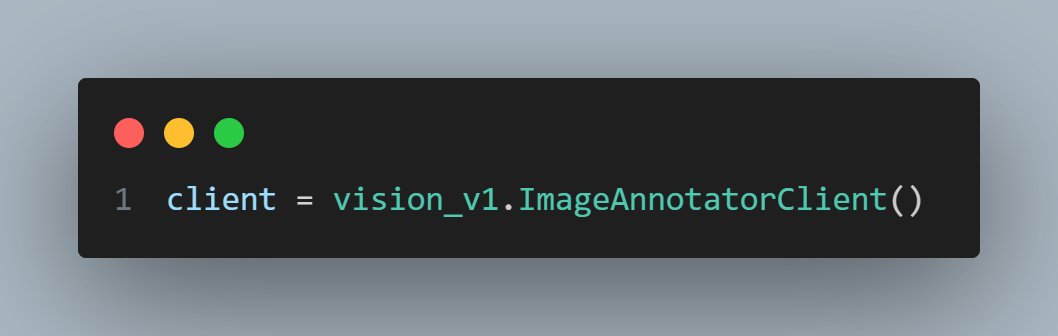 1 client = vision_v1.ImageAnnotatorClient()